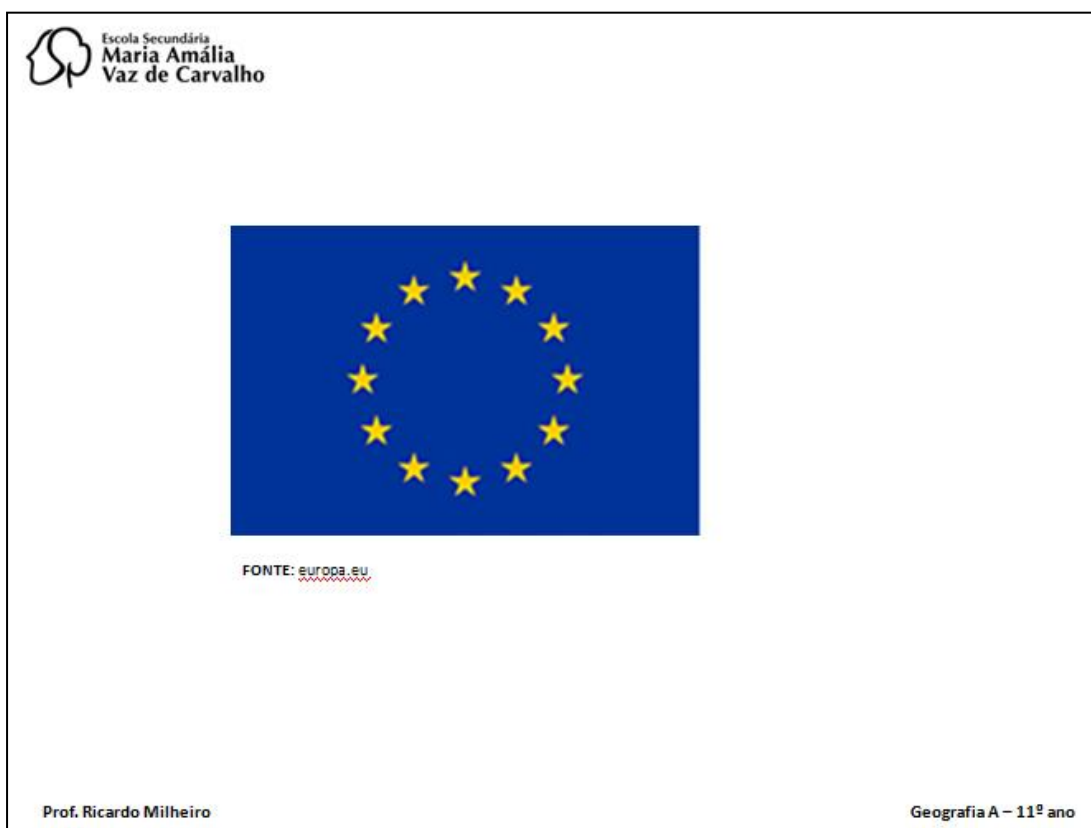 Escola Secundária
Maria Amália
Vaz de Carvalho
FONTE: europa.eu
Prof. Ricardo Milheiro
Geografia A – 11º ano